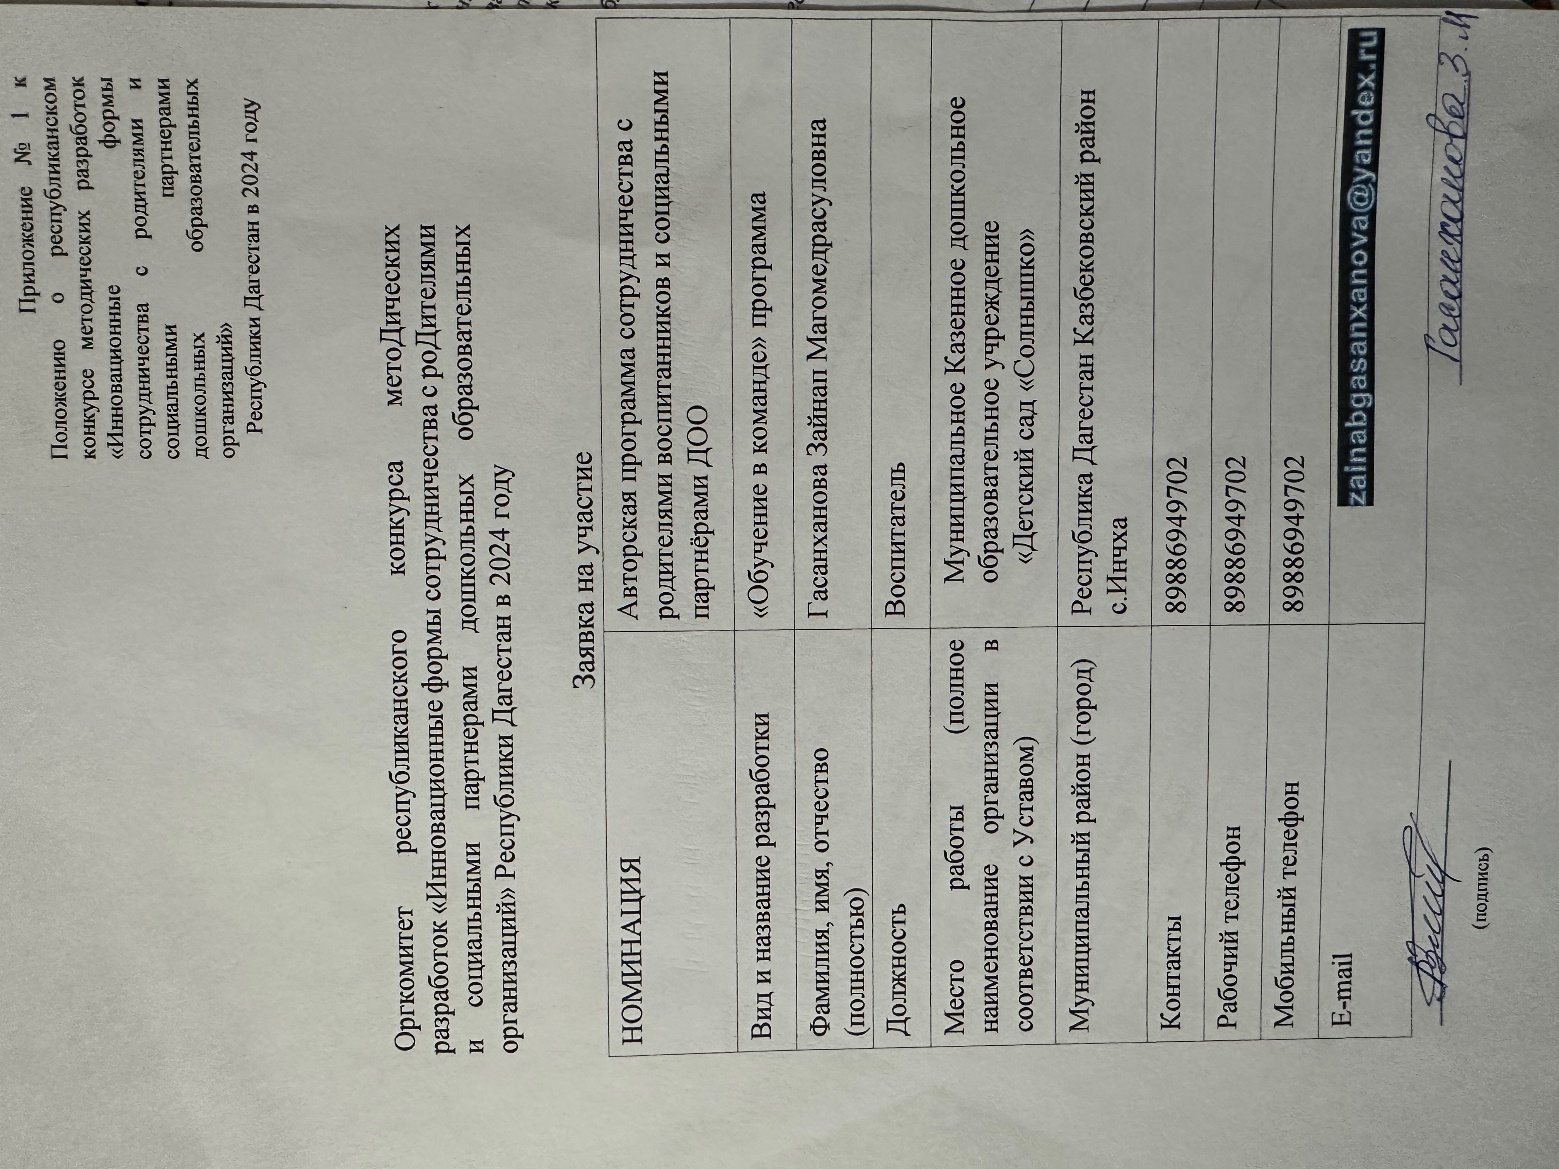 Приложение № 1 к
Положению о республиканском
конкурсе методических разработок
«Инновационные формы
сотрудничества с родителями и
социальными партнерами
дошкольных образовательных
организаций»
Республики Дагестан в 2024 году
Оргкомитет республиканского конкурса метоДических
разработок «Инновационные формы сотрудничества с роДителями
и социальными партнерами дошкольных образовательных
организаций» Республики Дагестан в 2024 году
Заявка на участие
НОМИНАЦИЯ
Авторская программа сотрудничества с
родителями воспитанников и социальными
партнёрами ДОО
Вид и название разработки
«Обучение в команде» программа
Фамилия, имя, отчество
(полностью)
Гасанханова Зайнап Магомедрасуловна
Должность
Воспитатель
Место работы (полное
наименование организации в
соответствии с Уставом)
Муниципальное Казенное дошкольное
образовательное учреждение
«Детский сад «Солнышко»
Муниципальный район (город)
Республика Дагестан Казбековский район
с.Инчха
Контакты
89886949702
Рабочий телефон
89886949702
Мобильный телефон
89886949702
E-mail
zainabgasanxanova@yandex.ru
Гасанханова З.М
(подпись)